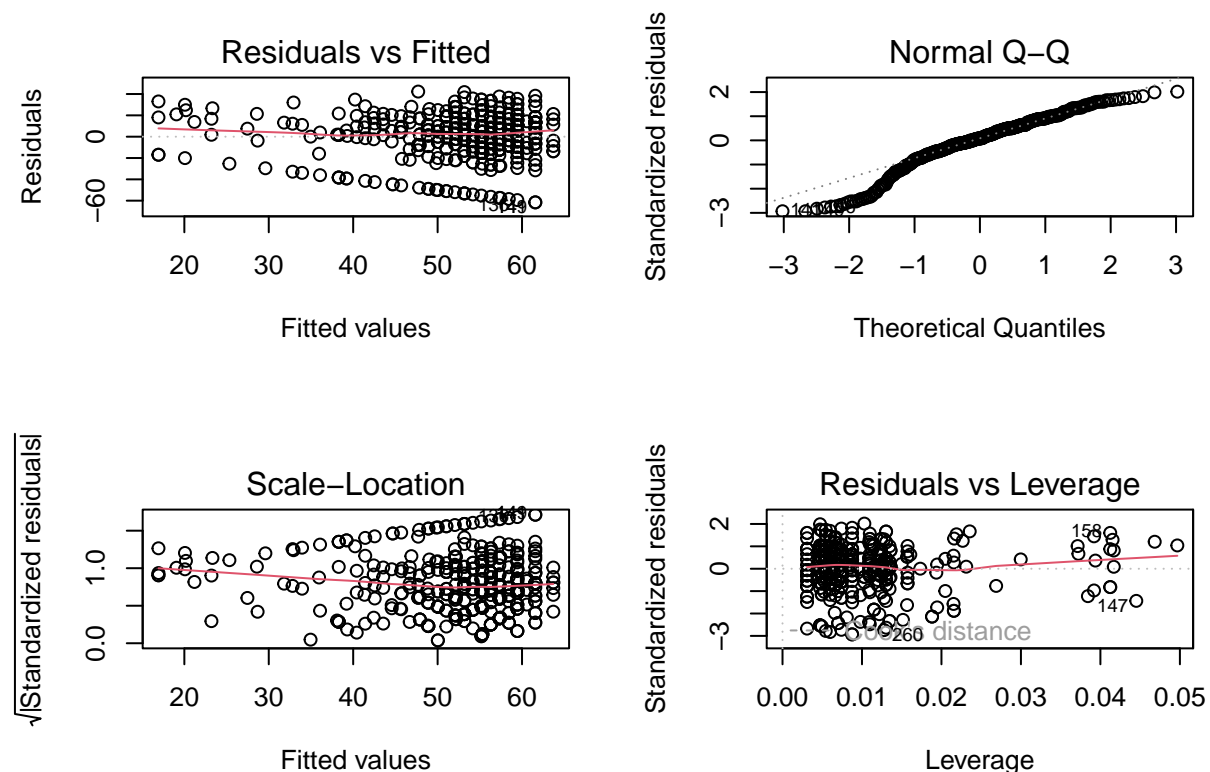 Residuals vs Fitted
Residuals
0
−60
20 30 40 50 60
Fitted values
Normal Q−Q
Standardized residuals
2
0
−3
−3 −2 −1 0 1 2 3
Theoretical Quantiles
Scale−Location
√|Standardized residuals|
1.0
0.0
20 30 40 50 60
Fitted values
Residuals vs Leverage
Standardized residuals
2
0
−3
158
147
Cook's distance
260
0.00 0.01 0.02 0.03 0.04 0.05
Leverage